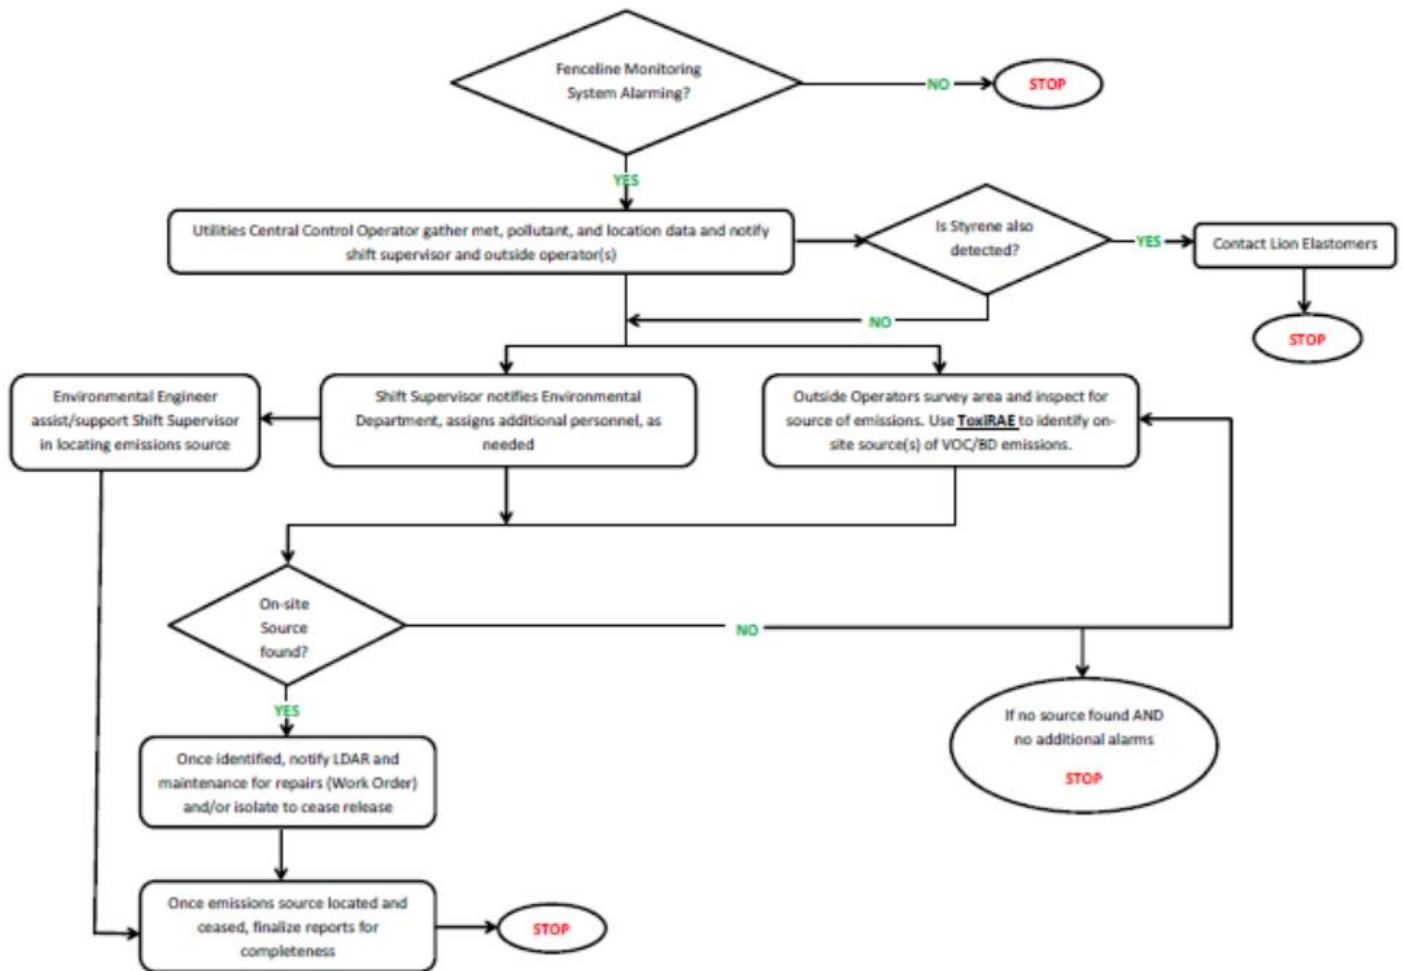 Fenceline Monitoring
System Alarming?
NO
STOP
YES
Utilities Central Control Operator gather met, pollutant, and location data and notify
shift supervisor and outside operator(s)
Is Styrene also
detected?
YES
Contact Lion Elastomers
STOP
NO
Environmental Engineer
assist/support Shift Supervisor
in locating emissions source
Shift Supervisor notifies Environmental
Department, assigns additional personnel, as
needed
Outside Operators survey area and inspect for
source of emissions. Use ToxiRAE to identify on-
site source(s) of VOC/BD emissions.
On-site
Source
found?
NO
YES
If no source found AND
no additional alarms
STOP
Once identified, notify LDAR and
maintenance for repairs (Work Order)
and/or isolate to cease release
Once emissions source located and
ceased, finalize reports for
completeness
STOP